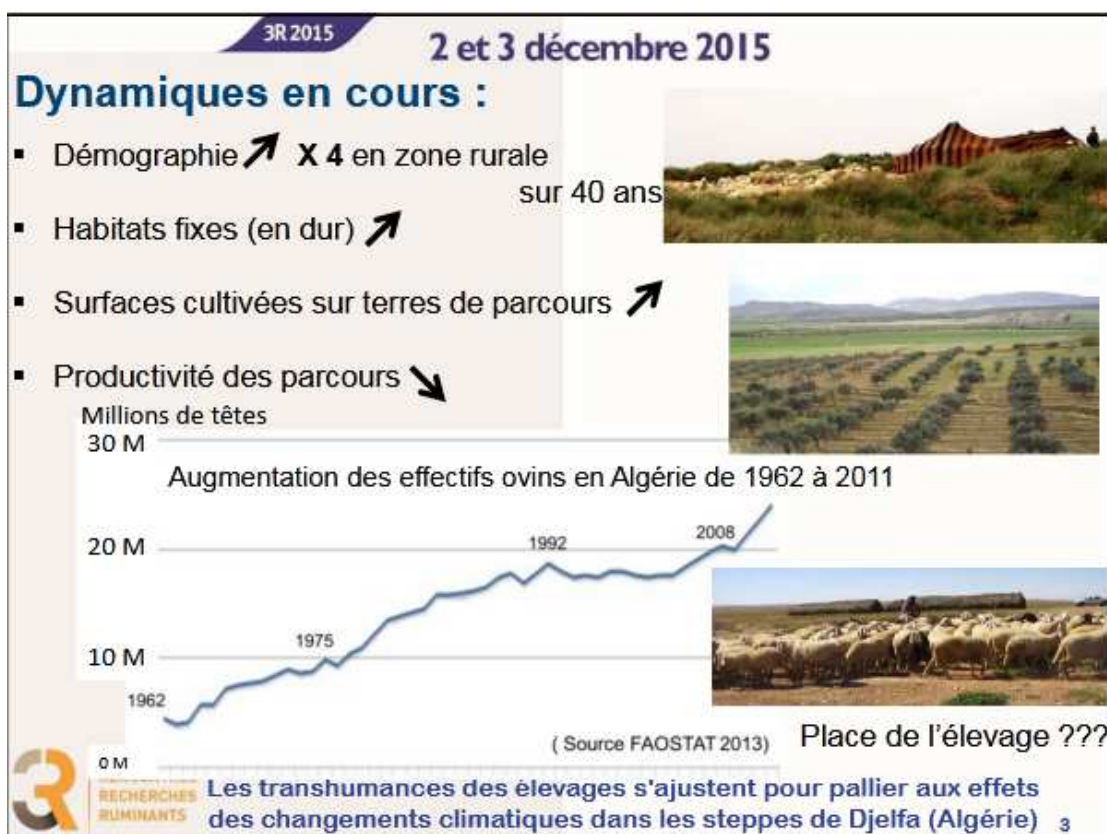 3R 2015
2 et 3 décembre 2015
Dynamiques en cours :
▪ Démographie ↗ X 4 en zone rurale
sur 40 ans
▪ Habitats fixes (en dur) ↗
▪ Surfaces cultivées sur terres de parcours ↗
▪ Productivité des parcours ↘
Millions de têtes
30 M
Augmentation des effectifs ovins en Algérie de 1962 à 2011
20 M
1992
2008
1975
10 M
1962
( Source FAOSTAT 2013)
Place de l'élevage ???
0 M
RECHERCHES
RUMINANTS
Les transhumances des élevages s'ajustent pour pallier aux effets
des changements climatiques dans les steppes de Djelfa (Algérie) 3